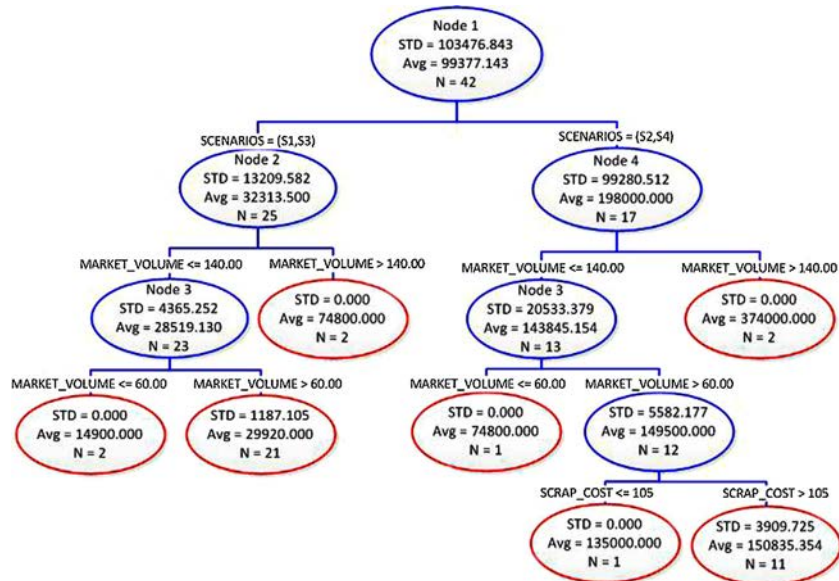 Node 1
STD = 103476.843
Avg = 99377.143
N = 42
SCENARIOS = (S1,S3)
SCENARIOS = (S2,S4)
Node 2
STD = 13209.582
Avg = 32313.500
N = 25
Node 4
STD = 99280.512
Avg = 198000.000
N = 17
MARKET_VOLUME <= 140.00
MARKET_VOLUME > 140.00
MARKET_VOLUME <= 140.00
MARKET_VOLUME > 140.00
Node 3
STD = 4365.252
Avg = 28519.130
N = 23
STD = 0.000
Avg = 74800.000
N = 2
Node 3
STD = 20533.379
Avg = 143845.154
N = 13
STD = 0.000
Avg = 374000.000
N = 2
MARKET_VOLUME <= 60.00
MARKET_VOLUME > 60.00
MARKET_VOLUME <= 60.00
MARKET_VOLUME > 60.00
STD = 0.000
Avg = 14900.000
N = 2
STD = 1187.105
Avg = 29920.000
N = 21
STD = 0.000
Avg = 74800.000
N = 1
STD = 5582.177
Avg = 149500.000
N = 12
SCRAP_COST <= 105
SCRAP_COST > 105
STD = 0.000
Avg = 135000.000
N = 1
STD = 3909.725
Avg = 150835.354
N = 11